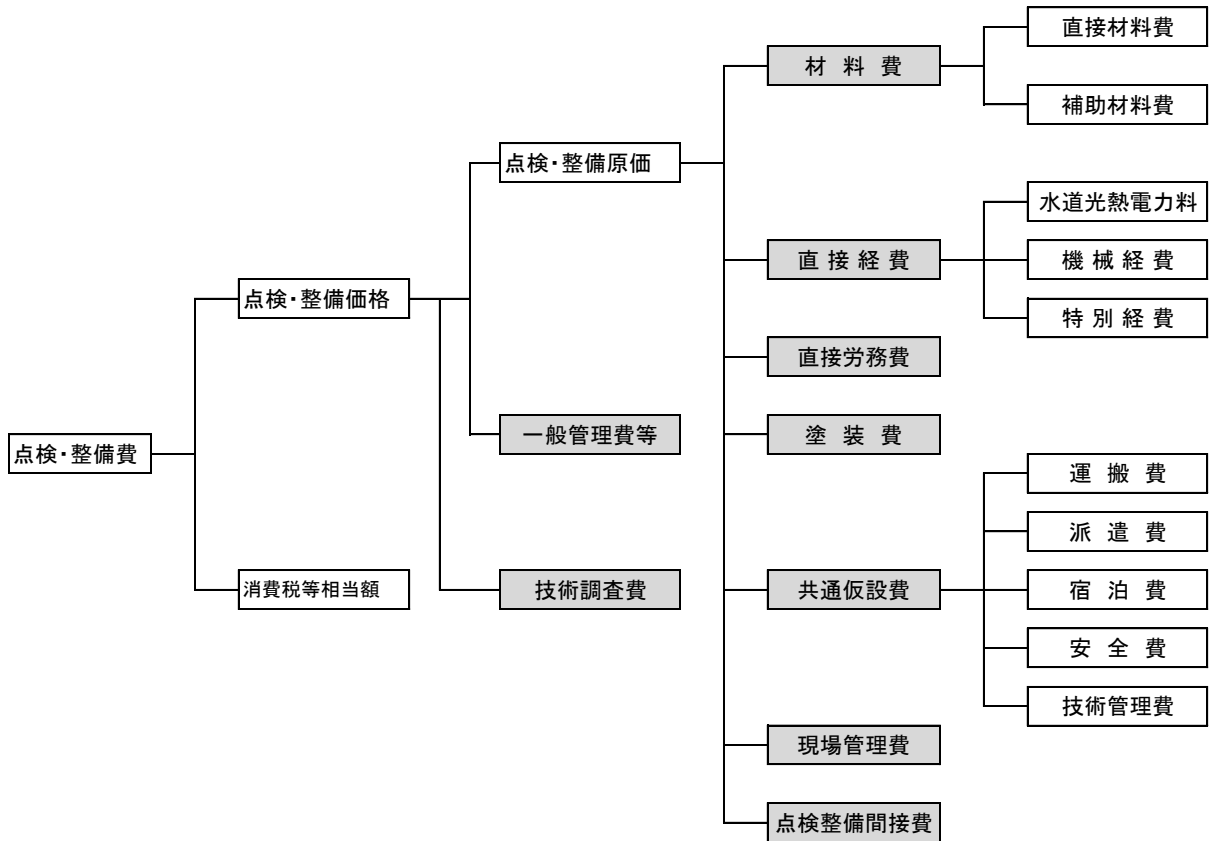 直接材料費
材 料 費
補助材料費
点検・整備原価
水道光熱電力料
直 接 経 費
機 械 経 費
点検・整備価格
特 別 経 費
直接労務費
一般管理費等
塗 装 費
点検・整備費
運 搬 費
派 遣 費
消費税等相当額
技術調査費
共通仮設費
宿 泊 費
安 全 費
技術管理費
現場管理費
点検整備間接費